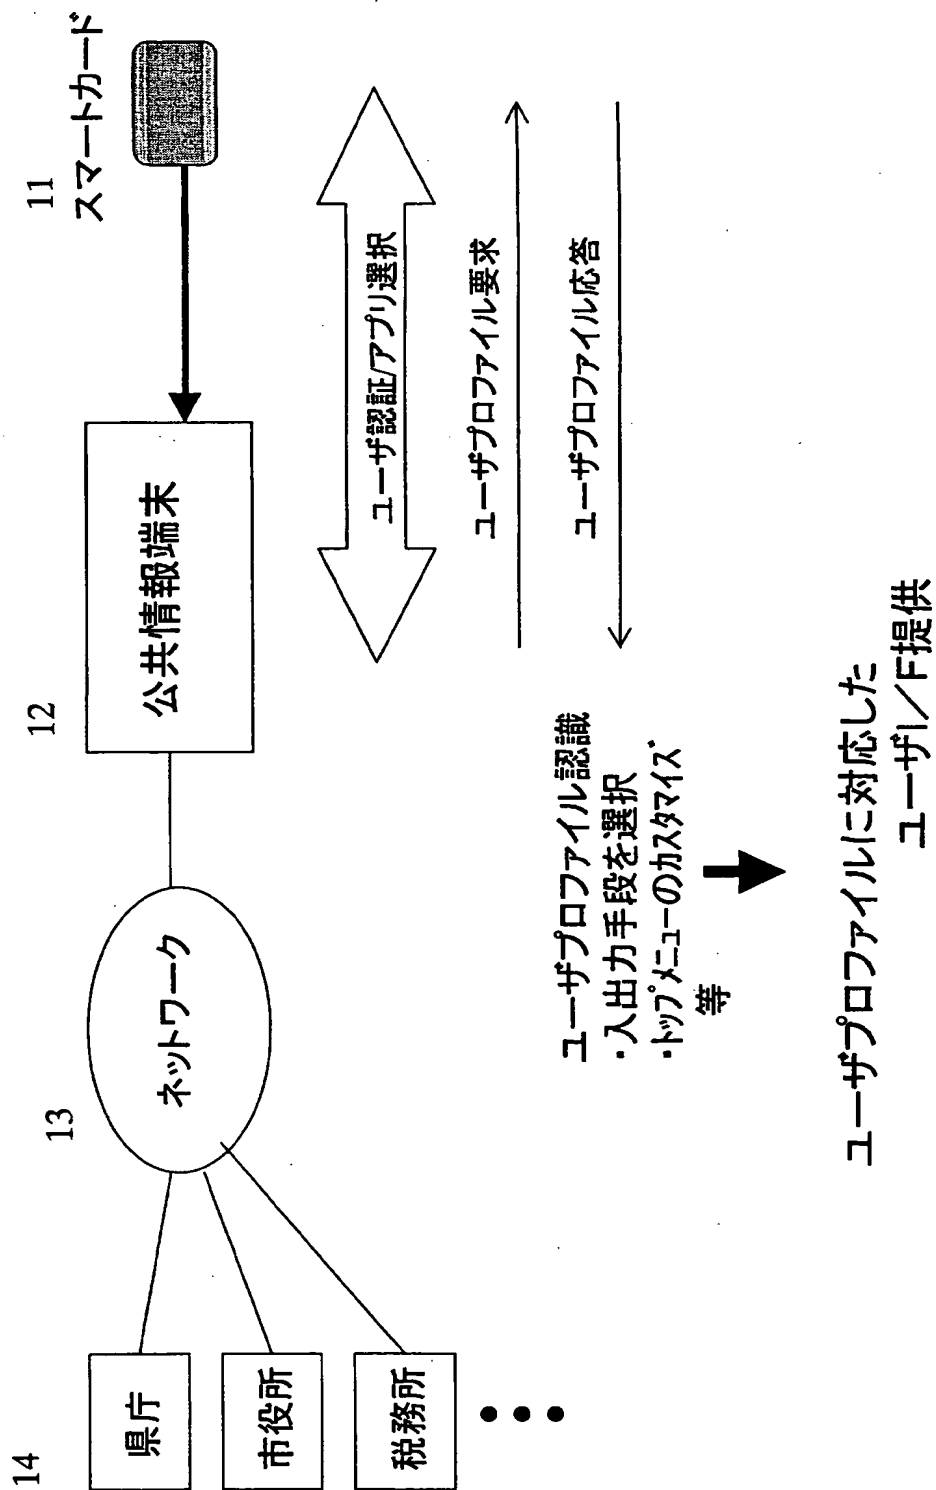 14
県庁
市役所
税務所
13
ネットワーク
12
公共情報端末
11
スマートカード
ユーザ認証/アプリ選択
ユーザプロファイル要求
ユーザプロファイル応答
ユーザプロファイル認識
・入出力手段を選択
・トップメニューのカスタマイズ
等
ユーザプロファイルに対応した
ユーザI/F提供